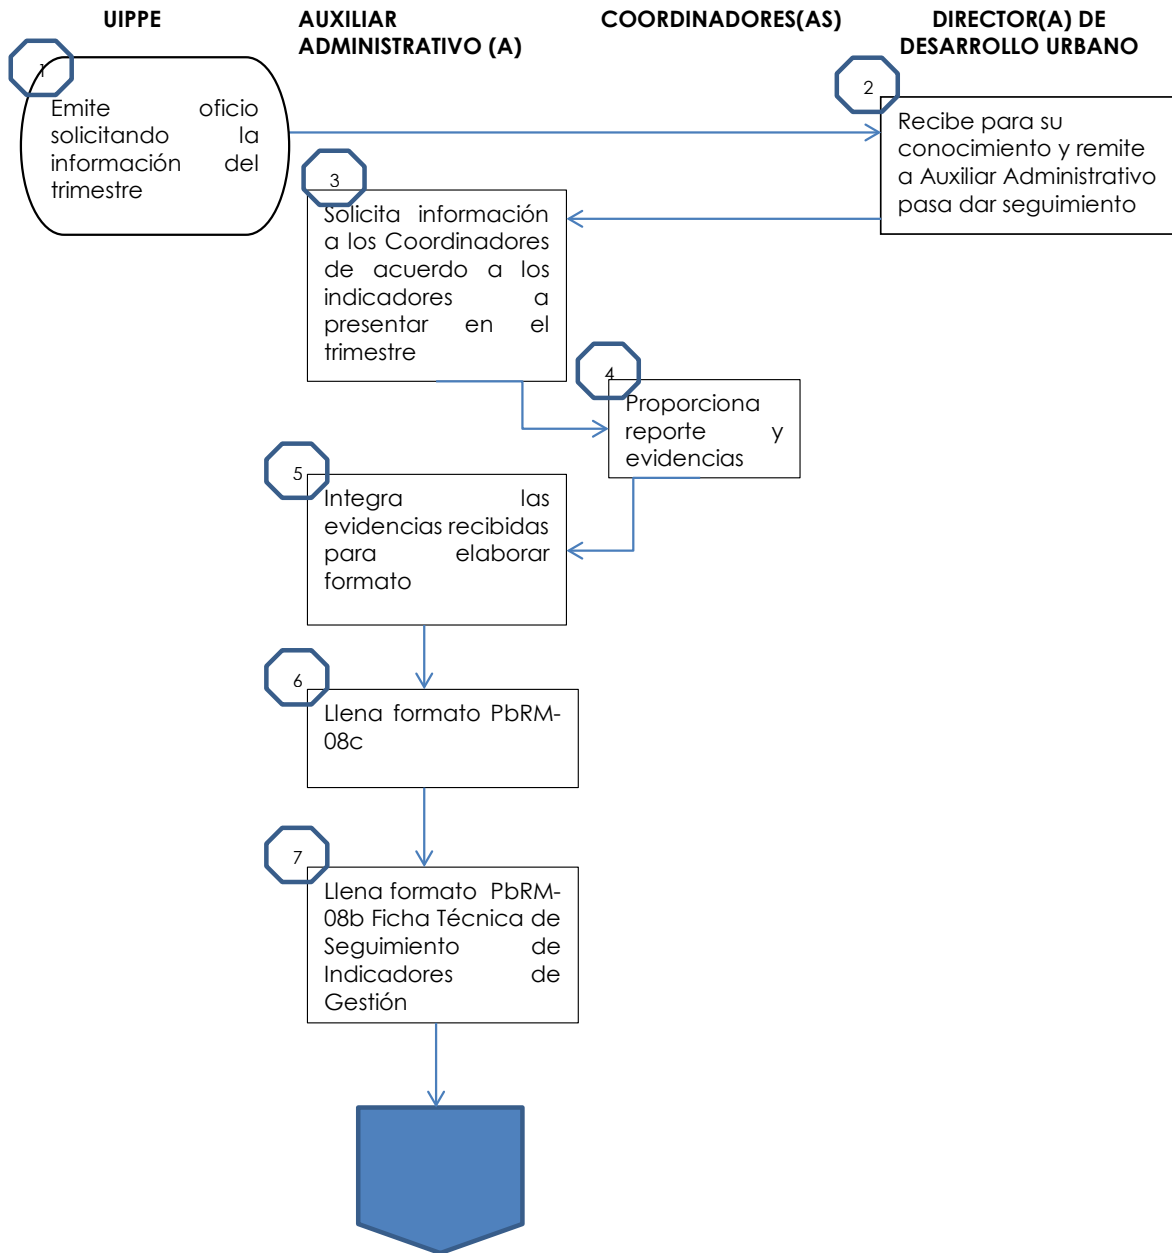 UIPPE
AUXILIAR
ADMINISTRATIVO (A)
COORDINADORES(AS)
DIRECTOR(A) DE
DESARROLLO URBANO
1
Emite oficio
solicitando la
información del
trimestre
2
Recibe para su
conocimiento y remite
a Auxiliar Administrativo
pasa dar seguimiento
3
Solicita información
a los Coordinadores
de acuerdo a los
indicadores a
presentar en el
trimestre
4
Proporciona
reporte y
evidencias
5
Integra las
evidencias recibidas
para elaborar
formato
6
Llena formato PbRM-
08c
7
Llena formato PbRM-
08b Ficha Técnica de
Seguimiento de
Indicadores de
Gestión